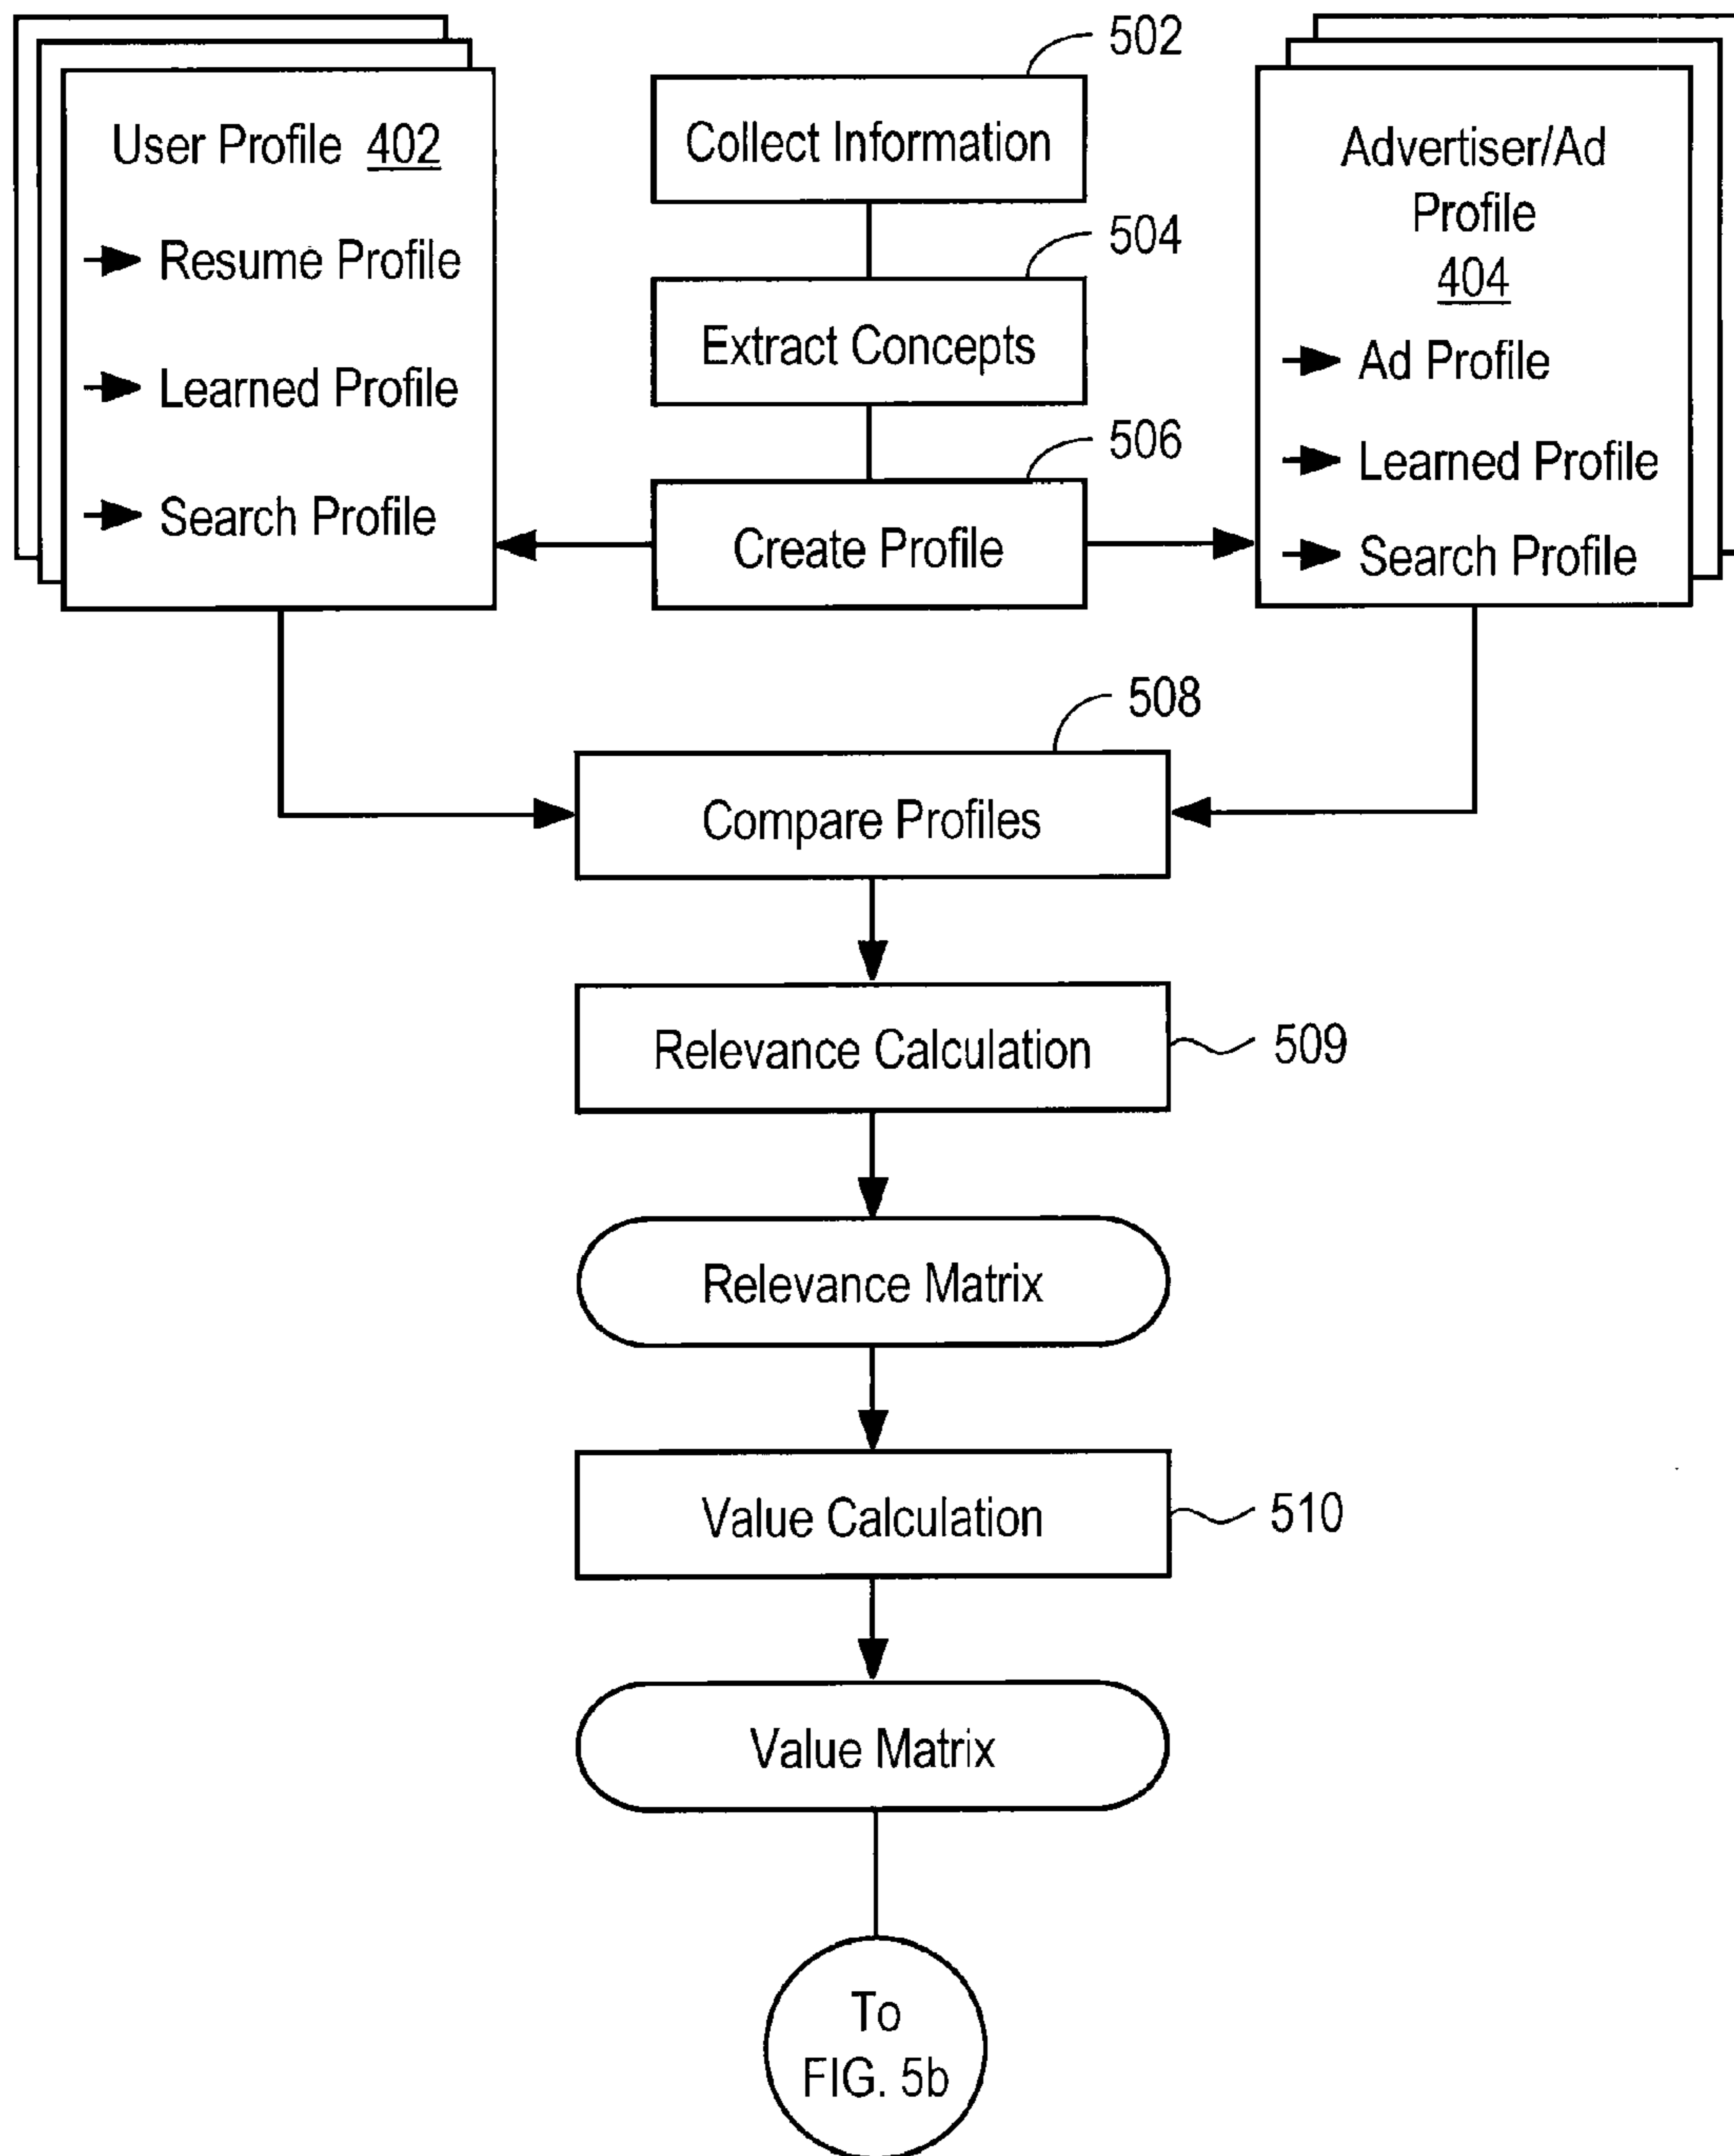 User Profile 402
Resume Profile
Learned Profile
Search Profile
502
Collect Information
504
Extract Concepts
506
Create Profile
Advertiser/Ad
Profile
404
Ad Profile
Learned Profile
Search Profile
508
Compare Profiles
Relevance Calculation
509
Relevance Matrix
Value Calculation
510
Value Matrix
To
FIG. 5b